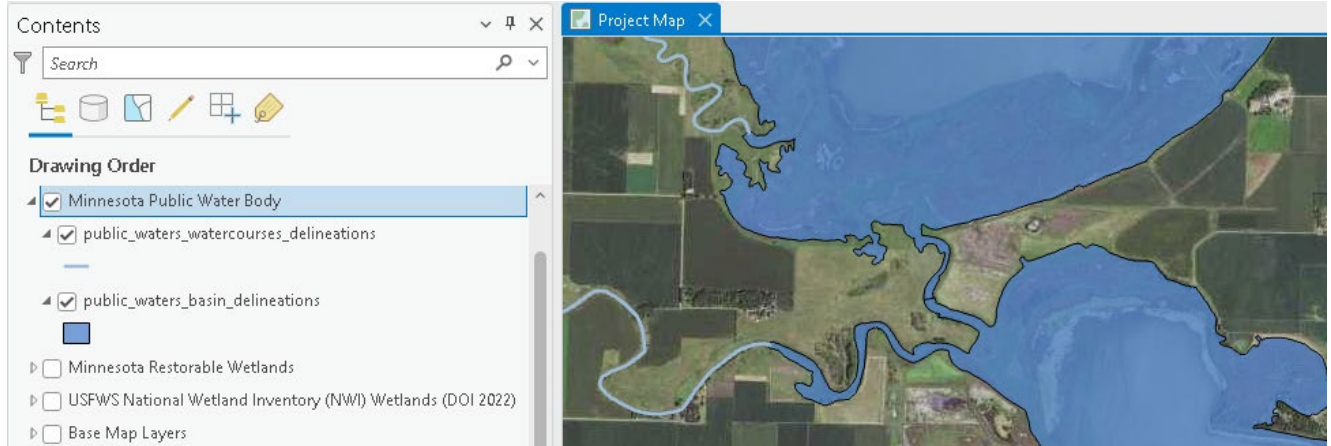 Contents
Project Map
Search
Drawing Order
Minnesota Public Water Body
public_waters_watercourses_delineations
public_waters_basin_delineations
Minnesota Restorable Wetlands
USFWS National Wetland Inventory (NWI) Wetlands (DOI 2022)
Base Map Layers